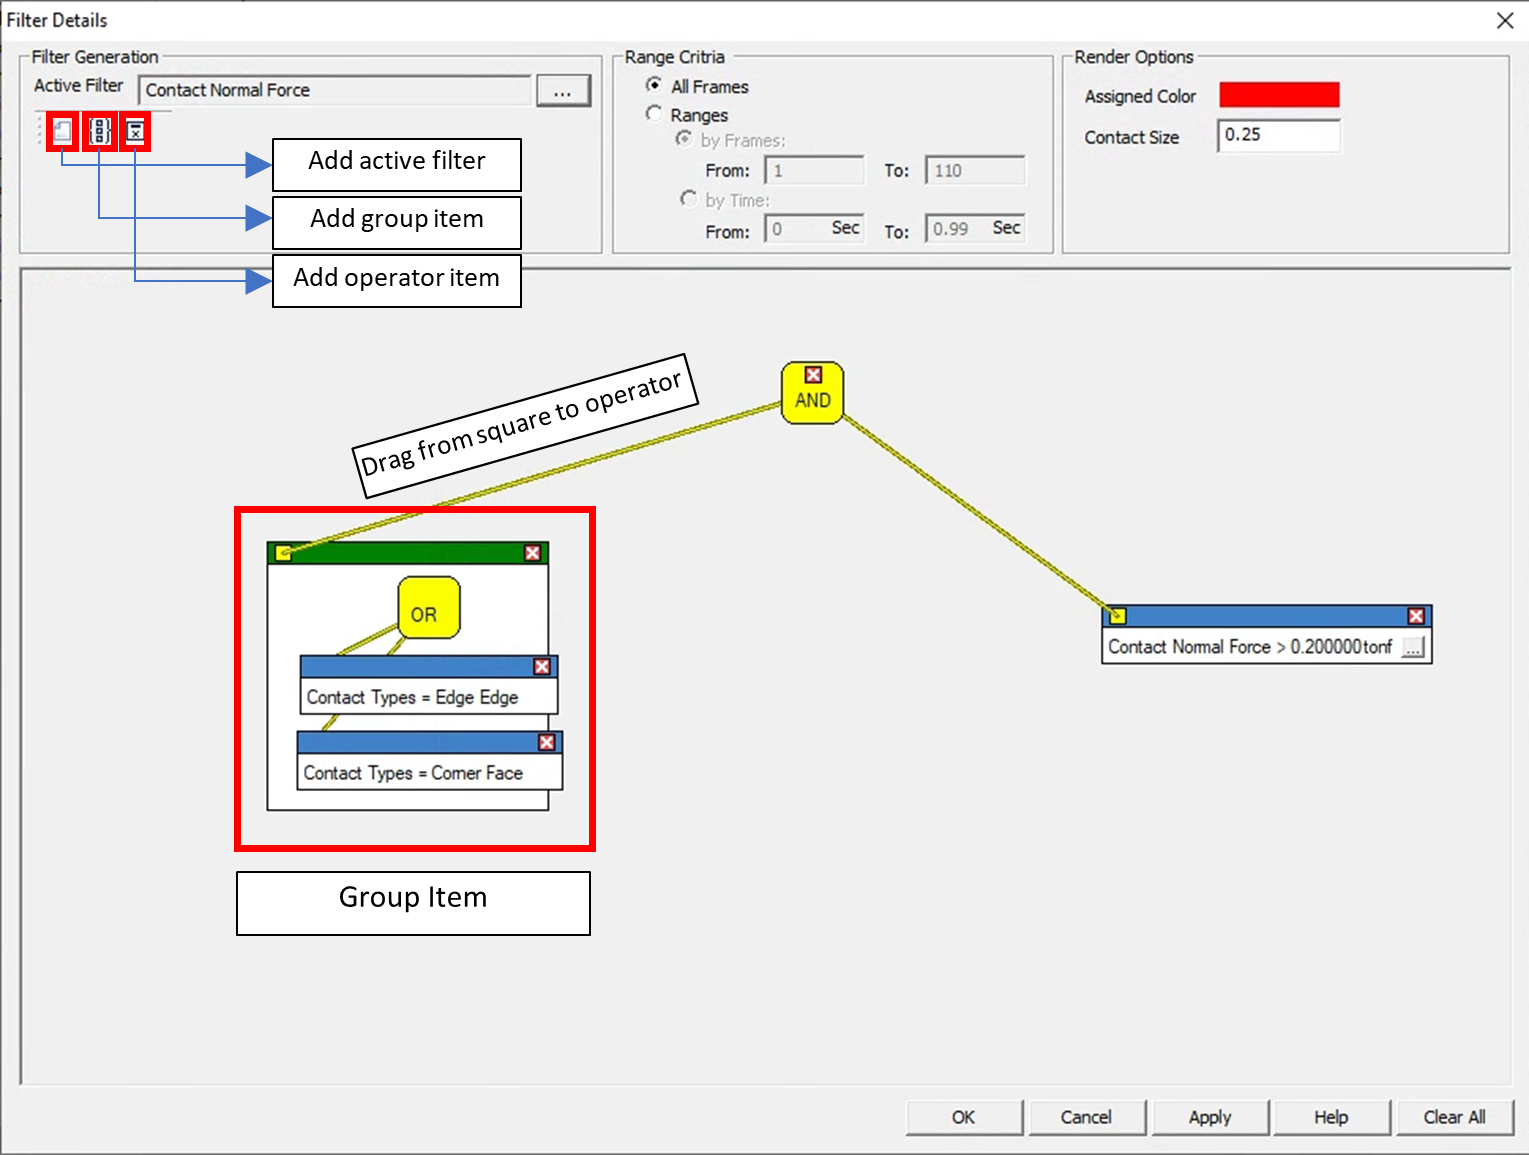 Filter Details
Filter Generation
Active Filter
Contact Normal Force
...
Add active filter
Add group item
Add operator item
Range Critria
All Frames
Ranges
by Frames:
From: 1 To: 110
by Time:
From: 0 Sec To: 0.99 Sec
Render Options
Assigned Color
Contact Size 0.25
AND
Drag from square to operator
OR
Contact Types = Edge Edge
Contact Types = Corner Face
Contact Normal Force > 0.200000tonf ...
Group Item
OK Cancel Apply Help Clear All